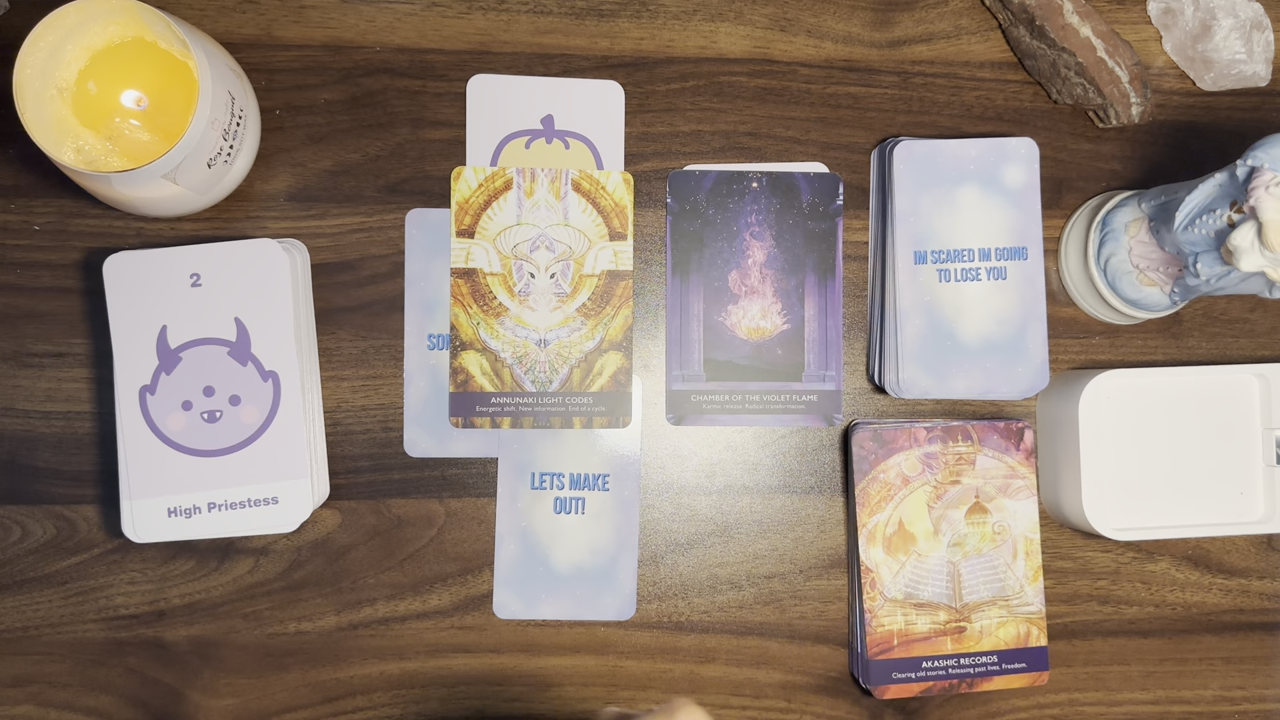 Rose Bouquet
2
High Priestess
ANNUNAKI LIGHT CODES
Energetic shift. New information. End of a cycle.
LETS MAKE
OUT!
CHAMBER OF THE VIOLET FLAME
Karmic release. Radical transformation.
IM SCARED IM GOING
TO LOSE YOU
AKASHIC RECORDS
Clearing old stories. Releasing past lives. Freedom.